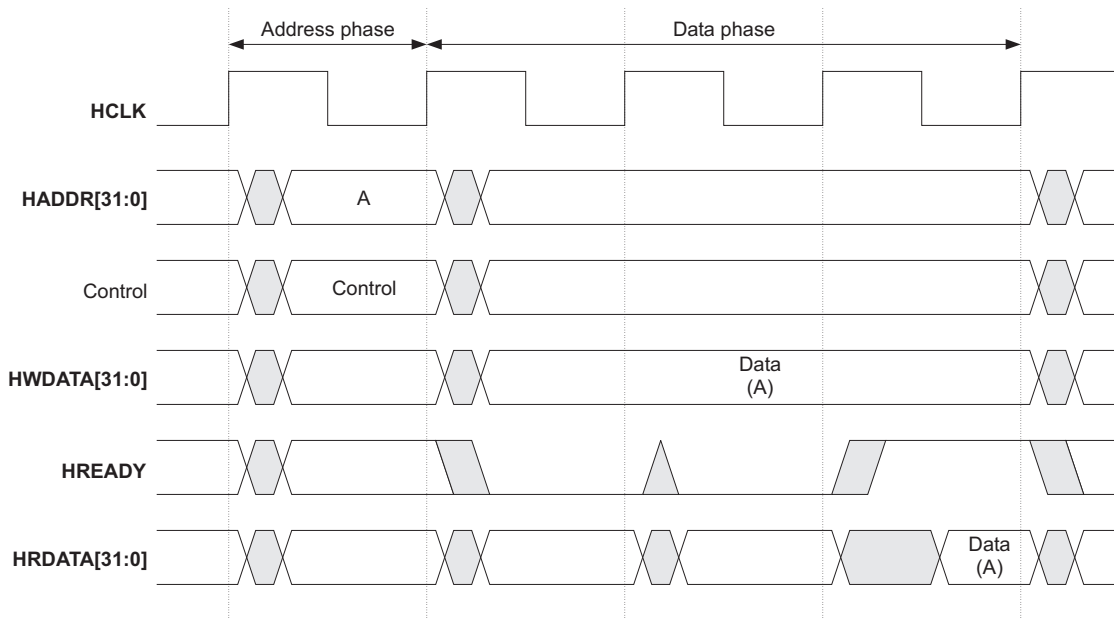 Address phase
Data phase
HCLK
HADDR[31:0]
A
Control
Control
HWDATA[31:0]
Data
(A)
HREADY
HRDATA[31:0]
Data
(A)